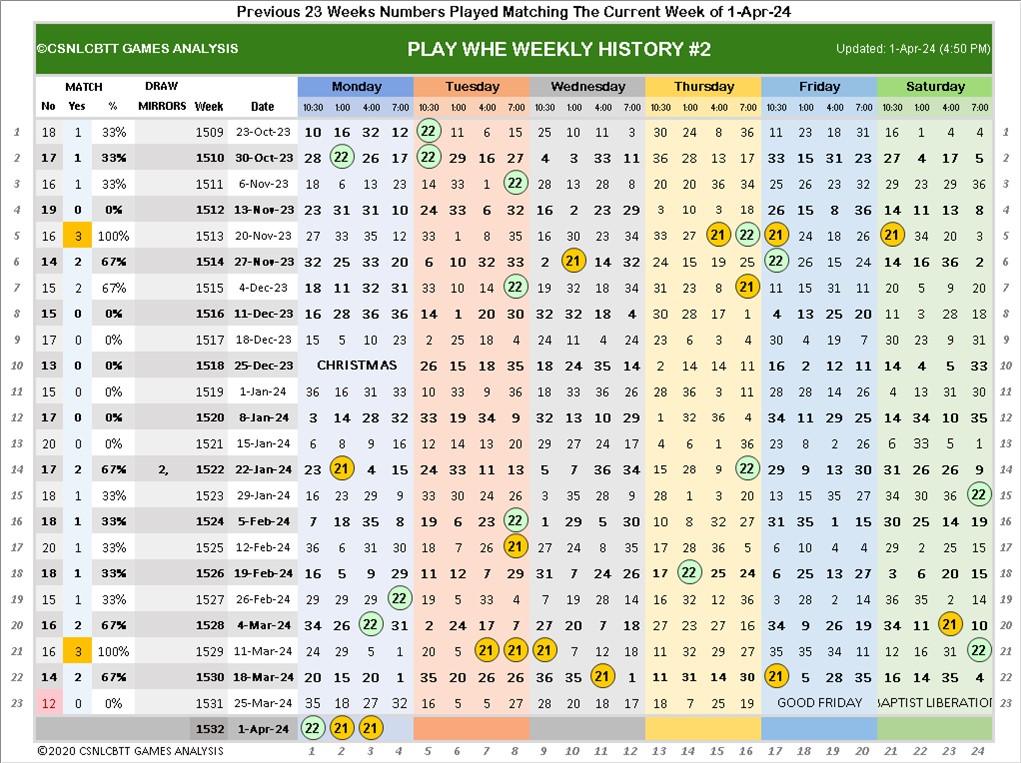 Previous 23 Weeks Numbers Played Matching The Current Week of 1-Apr-24
©CSNLCBTT GAMES ANALYSIS PLAY WHE WEEKLY HISTORY #2 Updated: 1-Apr-24 (4:50 PM)
MATCH DRAW Monday Tuesday Wednesday Thursday Friday Saturday
No Yes % MIRRORS Week Date 10:30 1:00 4:00 7:00 10:30 1:00 4:00 7:00 10:30 1:00 4:00 7:00 10:30 1:00 4:00 7:00 10:30 1:00 4:00 7:00 10:30 1:00 4:00 7:00
1 18 1 33% 1509 23-Oct-23 10 16 32 12 22 11 6 15 25 10 11 3 30 24 8 36 11 23 18 31 16 1 4 4 1
2 17 1 33% 1510 30-Oct-23 28 22 26 17 22 29 16 27 4 3 33 11 36 28 13 17 33 15 31 23 27 4 17 5 2
3 16 1 33% 1511 6-Nov-23 18 6 13 23 14 33 1 22 28 13 28 8 20 20 36 34 25 26 23 32 29 23 29 36 3
4 19 0 0% 1512 13-Nov-23 23 31 31 10 24 33 6 32 16 2 23 29 3 10 3 18 26 15 8 36 14 11 13 8 4
5 16 3 100% 1513 20-Nov-23 27 33 35 12 33 1 8 35 16 30 23 34 33 27 21 22 21 24 18 26 21 34 20 3 5
6 14 2 67% 1514 27-Nov-23 32 25 33 20 6 10 32 33 2 21 14 32 24 15 19 25 22 26 15 24 14 16 36 2 6
7 15 2 67% 1515 4-Dec-23 18 11 32 31 33 10 14 22 19 32 18 34 31 23 8 21 11 15 31 11 20 5 9 20 7
8 15 0 0% 1516 11-Dec-23 16 28 36 36 14 1 20 30 32 32 18 4 30 28 17 1 4 13 25 20 11 3 28 18 8
9 17 0 0% 1517 18-Dec-23 15 5 10 23 2 25 18 4 24 11 4 24 23 6 3 4 30 4 19 7 30 23 9 31 9
10 13 0 0% 1518 25-Dec-23 CHRISTMAS 26 15 18 35 18 24 35 14 2 14 14 11 16 2 12 11 14 4 5 33 10
11 15 0 0% 1519 1-Jan-24 36 16 31 33 10 33 9 36 18 26 28 11 28 36 3 11 28 28 14 26 4 13 31 30 11
12 17 0 0% 1520 8-Jan-24 3 14 28 32 33 19 34 9 13 10 29 12 1 32 36 4 34 11 29 25 14 34 10 35 12
13 20 0 0% 1521 15-Jan-24 6 8 9 16 12 14 13 20 29 27 24 17 4 6 1 36 23 8 2 26 6 33 5 1 13
14 17 2 67% 2, 1522 22-Jan-24 23 21 4 15 24 33 11 13 5 7 36 34 15 28 9 22 29 9 13 30 31 26 26 9 14
15 18 1 33% 1523 29-Jan-24 16 23 29 9 33 30 24 26 3 35 28 9 28 1 3 20 13 15 35 27 34 30 36 22 15
16 18 1 33% 1524 5-Feb-24 7 18 35 8 19 6 23 22 1 29 5 30 10 8 32 27 31 35 1 15 30 25 14 19 16
17 20 1 33% 1525 12-Feb-24 36 6 31 30 18 7 26 21 27 24 8 35 17 28 36 5 6 10 4 4 29 2 25 15 17
18 18 1 33% 1526 19-Feb-24 16 5 9 29 11 12 7 29 31 7 24 26 17 22 25 24 6 25 13 27 3 6 20 15 18
19 15 1 33% 1527 26-Feb-24 29 29 29 22 19 5 33 4 7 19 28 14 16 32 12 36 3 28 2 14 36 35 2 14 19
20 16 2 67% 1528 4-Mar-24 34 26 22 31 2 24 17 7 27 20 7 18 27 23 27 16 34 9 26 19 34 11 21 10 20
21 16 3 100% 1529 11-Mar-24 24 29 5 1 20 5 21 21 21 7 12 18 11 32 29 27 35 35 34 11 12 16 31 22 21
22 14 2 67% 1530 18-Mar-24 20 15 20 1 35 20 26 26 36 35 21 1 11 31 14 30 21 5 28 35 16 14 35 4 22
23 12 0 0% 1531 25-Mar-24 35 18 27 32 16 5 5 27 28 20 18 17 18 7 25 19 GOOD FRIDAY BAPTIST LIBERATION 23
1532 1-Apr-24 22 21 21
©2020 CSNLCBTT GAMES ANALYSIS 1 2 3 4 5 6 7 8 9 10 11 12 13 14 15 16 17 18 19 20 21 22 23 24